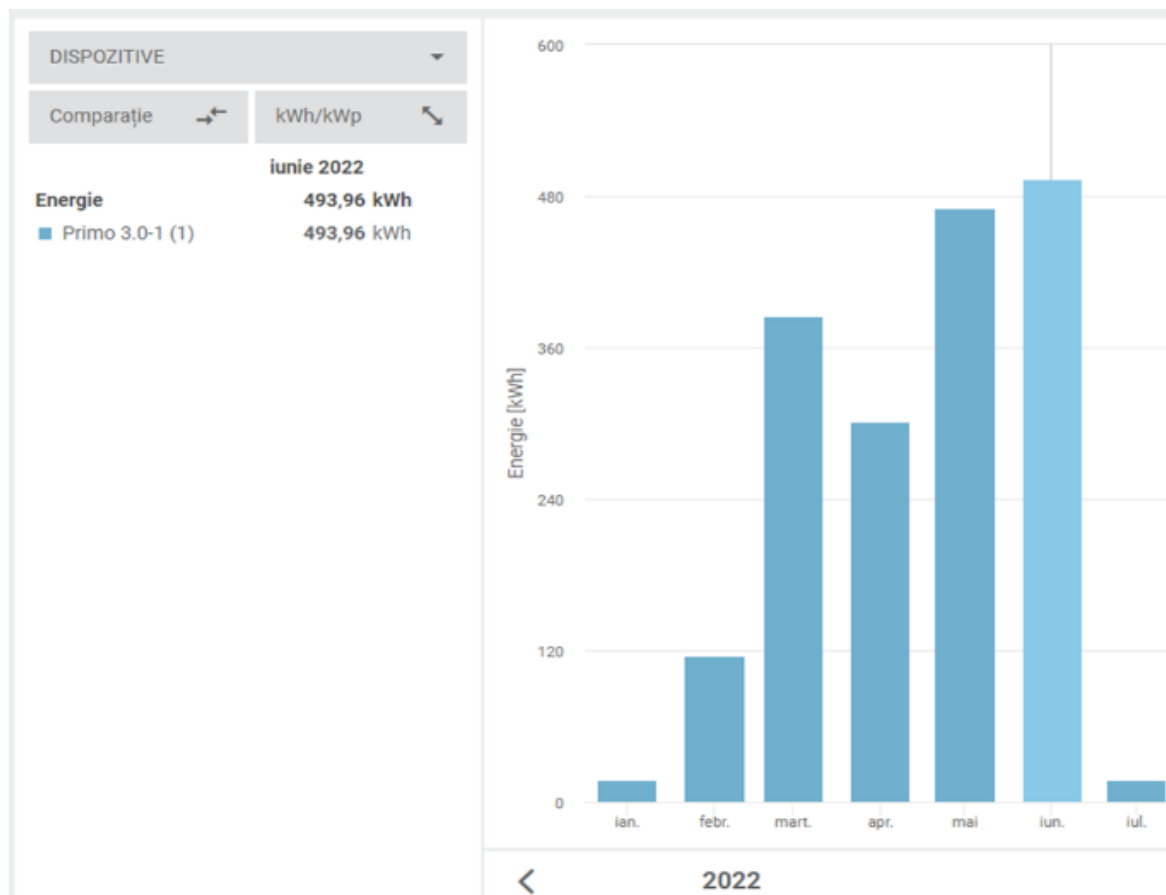 DISPOZITIVE
Comparație
kWh/kWp
iunie 2022
Energie 493,96 kWh
Primo 3.0-1 (1) 493,96 kWh
Energie [kWh]
600
480
360
240
120
0
ian. febr. mart. apr. mai iun. iul.
2022